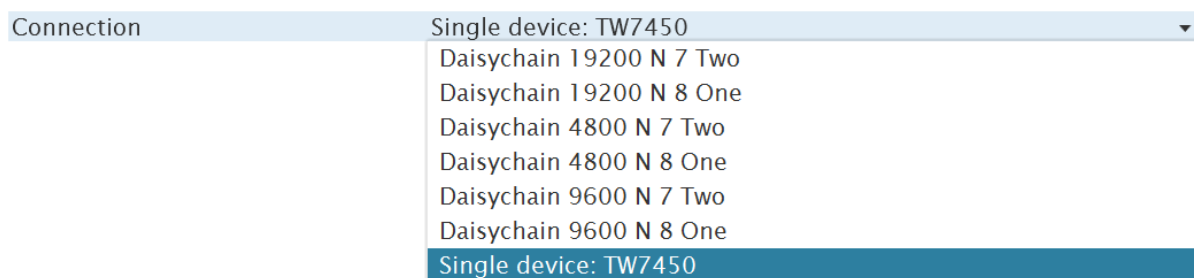 Connection Single device: TW7450
Daisychain 19200 N 7 Two
Daisychain 19200 N 8 One
Daisychain 4800 N 7 Two
Daisychain 4800 N 8 One
Daisychain 9600 N 7 Two
Daisychain 9600 N 8 One
Single device: TW7450